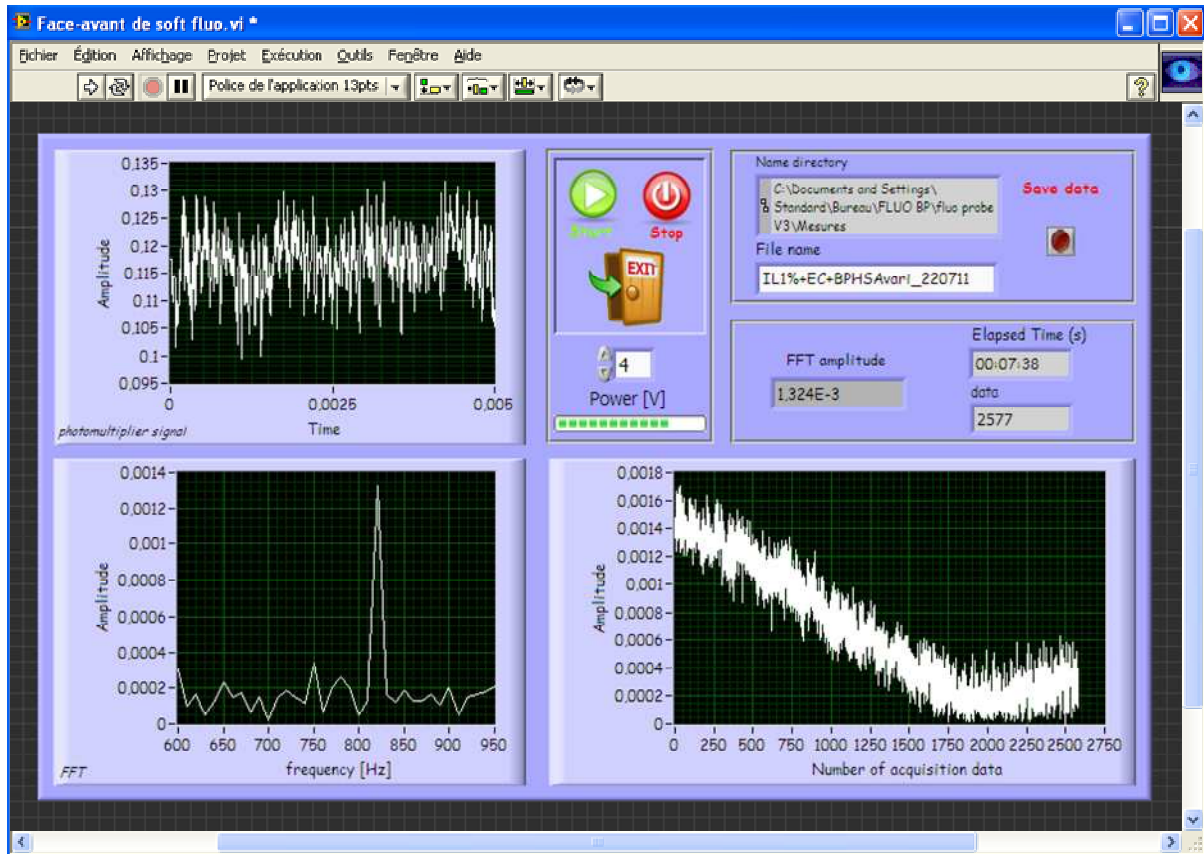 Face-avant de soft fluo.vi *
Fichier Édition Affichage Projet Exécution Outils Fenêtre Aide
Police de l'application 13pts
?
0,135
0,13
0,125
0,12
0,115
0,11
0,105
0,1
0,095
Amplitude
0 0,0025 0,005
Time
photomultiplier signal
Start Stop
EXIT
4
Power [V]
Name directory
C:\Documents and Settings\
Standard\Bureau\FLUO BP\fluo probe
V3\Mesures
Save data
File name
IL1%+EC+BPHSAvari_220711
FFT amplitude
1,324E-3
Elapsed Time (s)
00:07:38
data
2577
0,0014
0,0012
0,001
0,0008
0,0006
0,0004
0,0002
0
Amplitude
600 650 700 750 800 850 900 950
frequency [Hz]
FFT
0,0018
0,0016
0,0014
0,0012
0,001
0,0008
0,0006
0,0004
0,0002
0
Amplitude
0 250 500 750 1000 1250 1500 1750 2000 2250 2500 2750
Number of acquisition data